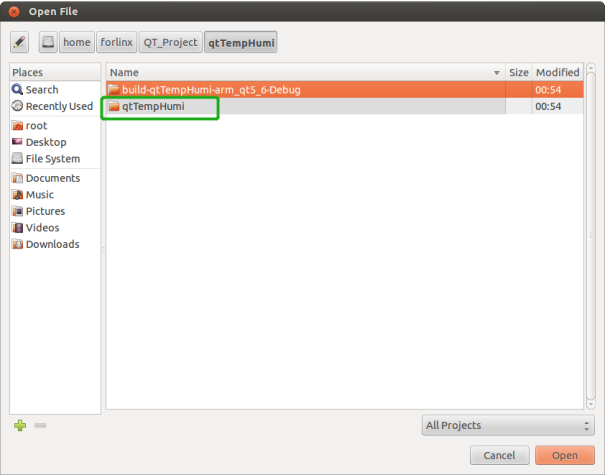 Open File
home forlinx QT_Project qtTempHumi
Places Name Size Modified
Search build-qtTempHumi-arm_qt5_6-Debug 00:54
Recently Used qtTempHumi 00:54
root
Desktop
File System
Documents
Music
Pictures
Videos
Downloads
All Projects
Cancel Open